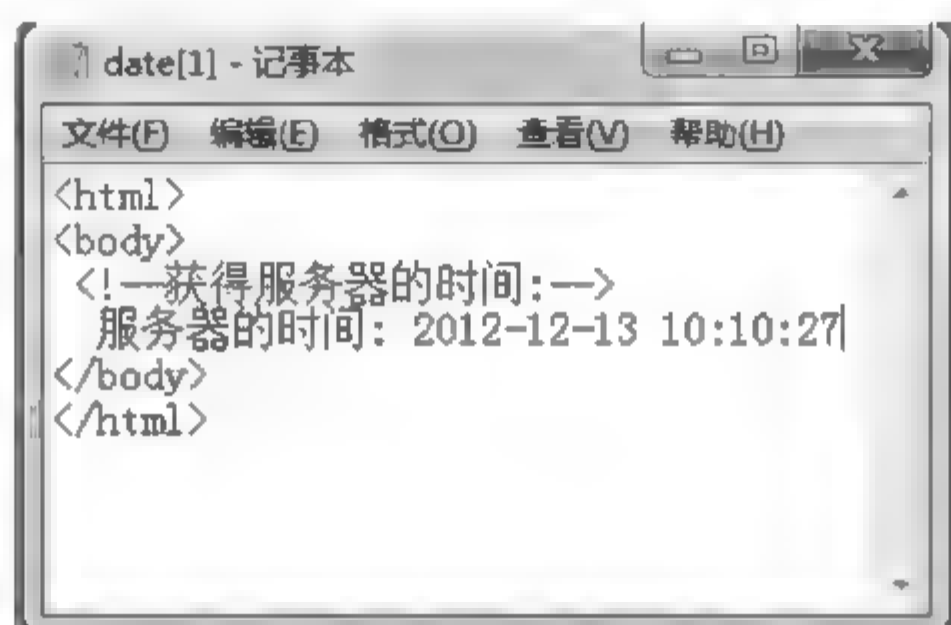 date[1] - 记事本
文件(F) 编辑(E) 格式(O) 查看(V) 帮助(H)
<html>
<body>
<!—获得服务器的时间:—>
服务器的时间: 2012-12-13 10:10:27
</body>
</html>